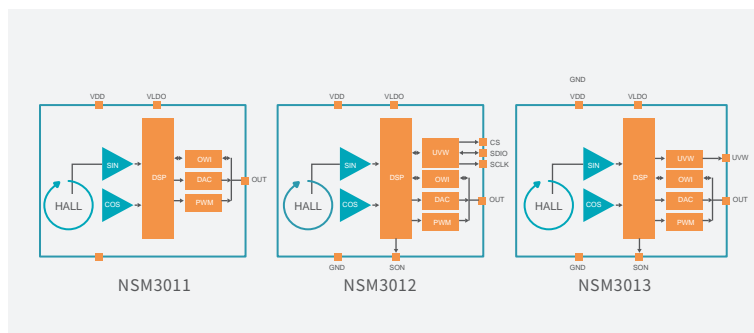 VDD VLDO
SIN
OWI
DSP
DAC
OUT
HALL
COS
PWM
NSM3011
VDD VLDO
CS
UVW
SDIO
SIN
SCLK
OWI
DSP
DAC
OUT
HALL
COS
PWM
GND SON
NSM3012
GND
VDD VLDO
UVW
UVW
SIN
OWI
DSP
DAC
OUT
HALL
COS
PWM
GND SON
NSM3013